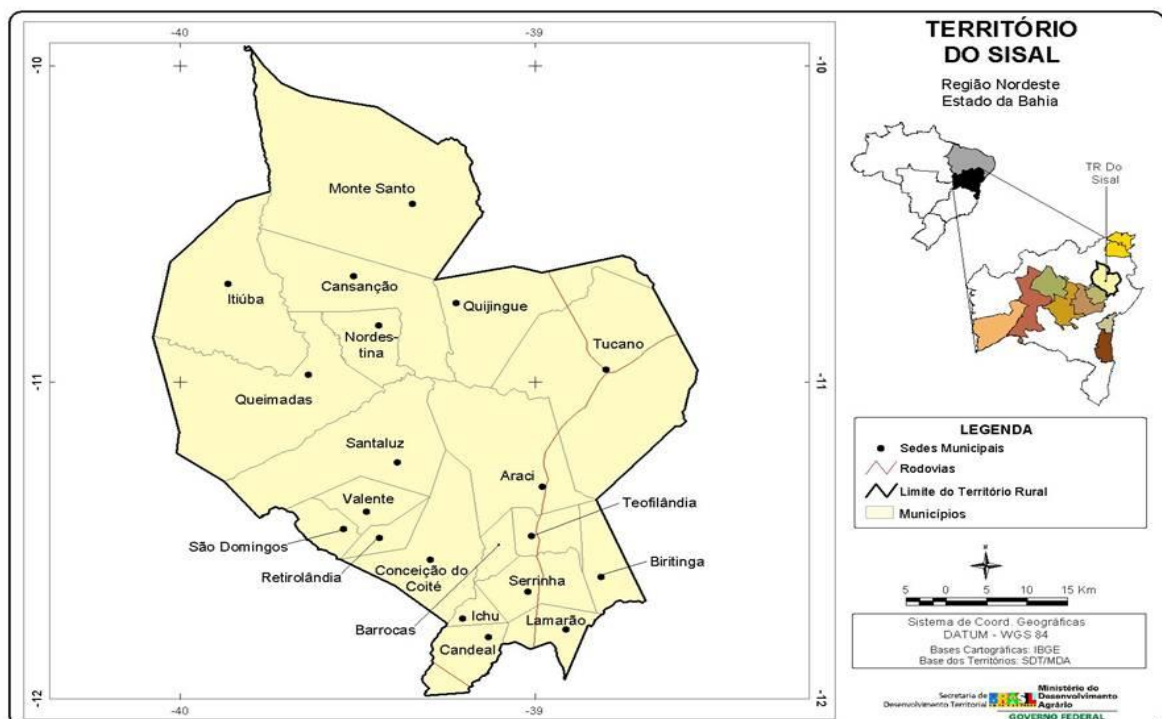 TERRITÓRIO
DO SISAL
Região Nordeste
Estado da Bahia
TR Do
Sisal
-40
-39
-10
-10
Monte Santo
Itiúba
Cansanção
Quijingue
Nordes-
tina
Tucano
-11
-11
Queimadas
Santaluz
Araci
Valente
Teofilândia
São Domingos
Retirolândia
Conceição do
Coité
Biritinga
Serrinha
Barrocas
Ichu
Lamarão
Candeal
-12
-12
-40
-39
LEGENDA
Sedes Municipais
Rodovias
Limite do Território Rural
Municípios
N
5 0 5 10 15 Km
Sistema de Coord. Geográficas
DATUM - WGS 84
Bases Cartográficas: IBGE
Base dos Territórios: SDT/MDA
Secretaria de
Desenvolvimento Territorial
BRASIL
Ministério do
Desenvolvimento
Agrário
GOVERNO FEDERAL